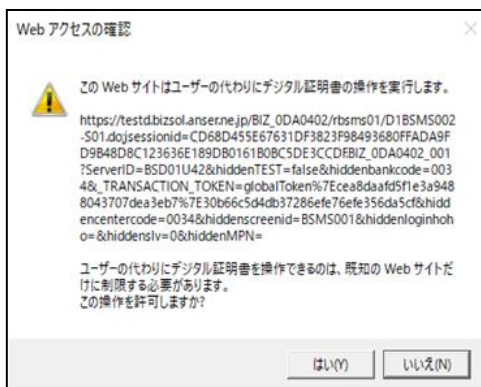 Web アクセスの確認
この Web サイトはユーザーの代わりにデジタル証明書の操作を実行します。
https://testd.bizsol.anser.ne.jp/BIZ_0DA0402/rbsms01/D1BSMS002
-S01.do;jsessionid=CD68D455E67631DF3823F98493680FFADA9F
D9B48D8C123636E189DB0161B0BC5DE3CCDF.BIZ_0DA0402_001
?ServerID=BSD01U42&hiddenTEST=false&hiddenbankcode=003
4&_TRANSACTION_TOKEN=globalToken%7Ecea8daafd5f1e3a948
8043707dea3eb7%7E30b66c5d4db37286efe76efe356da5cf&hidd
encentercode=0034&hiddenscreenid=BSMS001&hiddenloginhoh
o=&hiddenslv=0&hiddenMPN=
ユーザーの代わりにデジタル証明書を操作できるのは、既知の Web サイトだ
けに制限する必要があります。
この操作を許可しますか?
はい(Y)
いいえ(N)